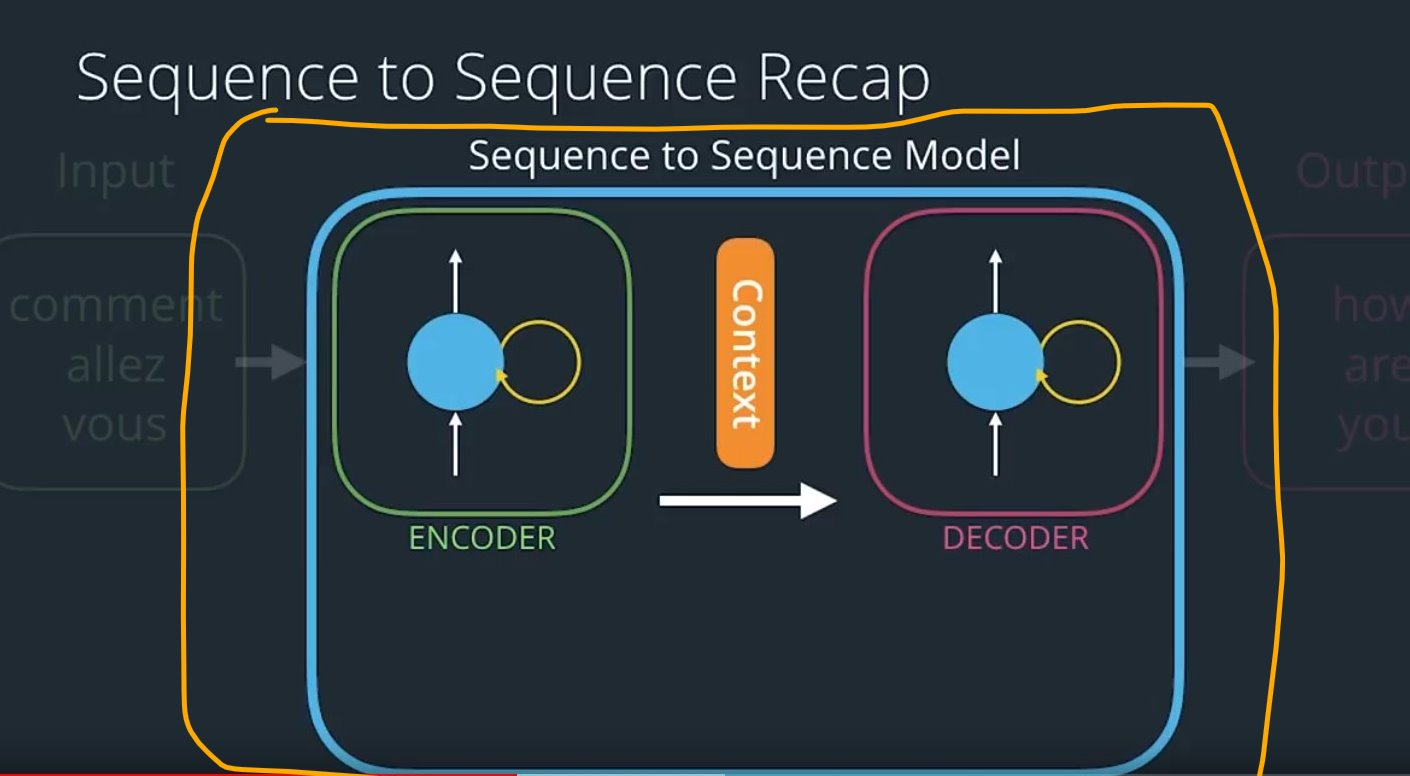 Sequence to Sequence Recap
Sequence to Sequence Model
Input
comment
allez
vous
Context
ENCODER
DECODER
Outp
how
are
you